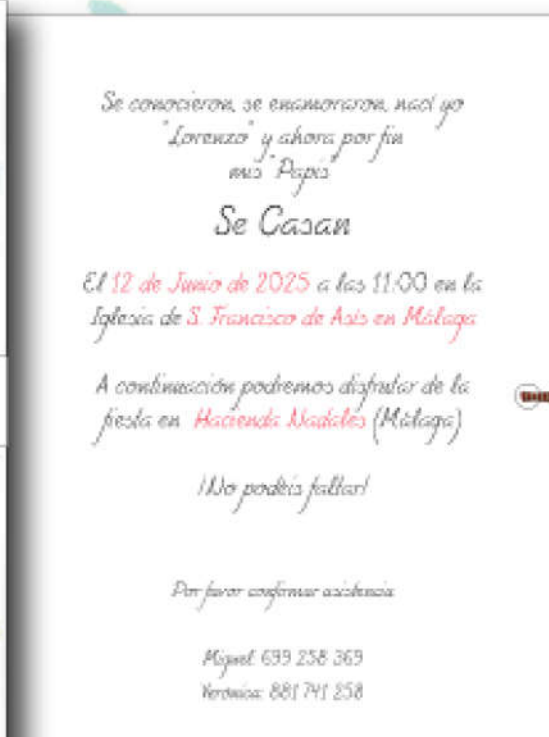 Se conocieron, se enamoraron, nací yo
"Lorenzo" y ahora por fin
mis "Papis"
Se Casan
El 12 de Junio de 2025 a las 11:00 en la
Iglesia de S. Francisco de Asís en Málaga
A continuación podremos disfrutar de la
fiesta en Hacienda Nadales (Málaga)
¡No podéis faltar!
Por favor confirmar asistencia
Miguel: 699 258 369
Verónica: 881 741 258